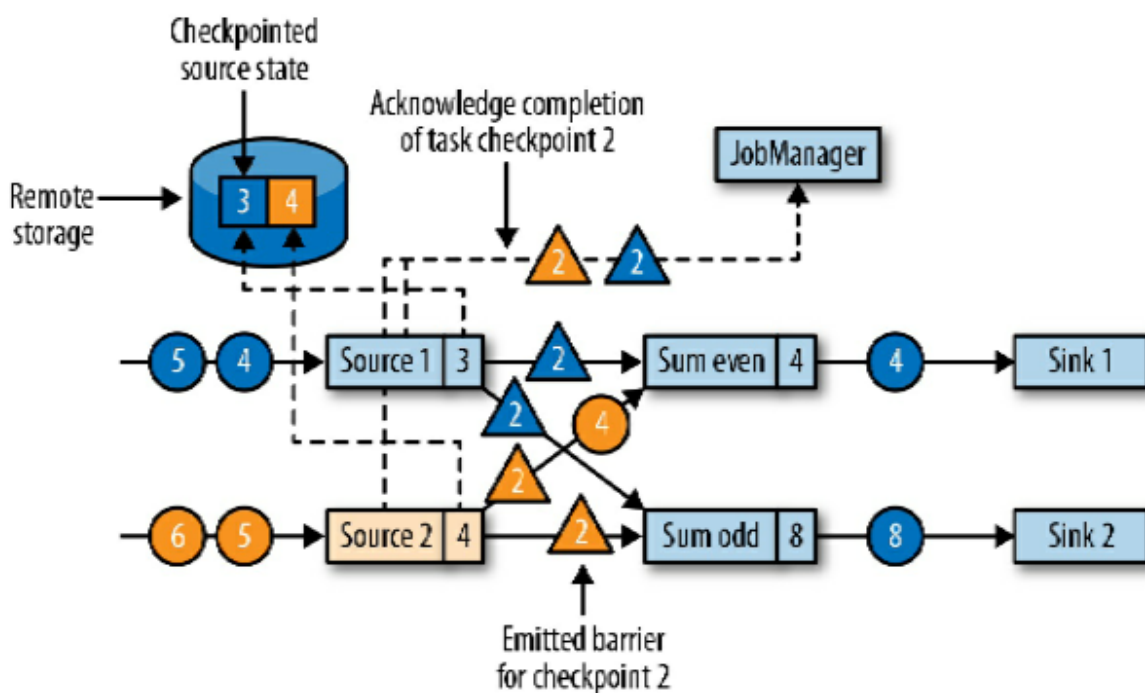 Checkpointed
source state
Acknowledge completion
of task checkpoint 2
JobManager
Remote
storage
3 4
2 2
5 4 Source 1 3 2 Sum even 4 4 Sink 1
2 4
2
6 5 Source 2 4 2 Sum odd 8 8 Sink 2
Emitted barrier
for checkpoint 2